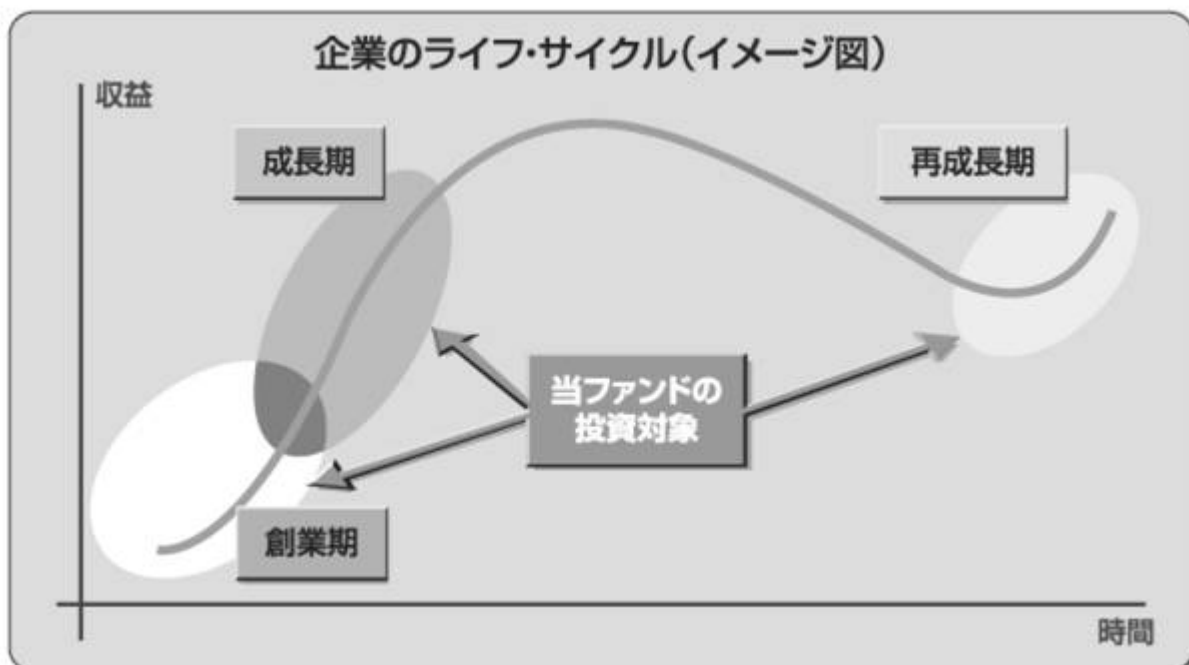 企業のライフ・サイクル(イメージ図)
収益
成長期
再成長期
当ファンドの
投資対象
創業期
時間